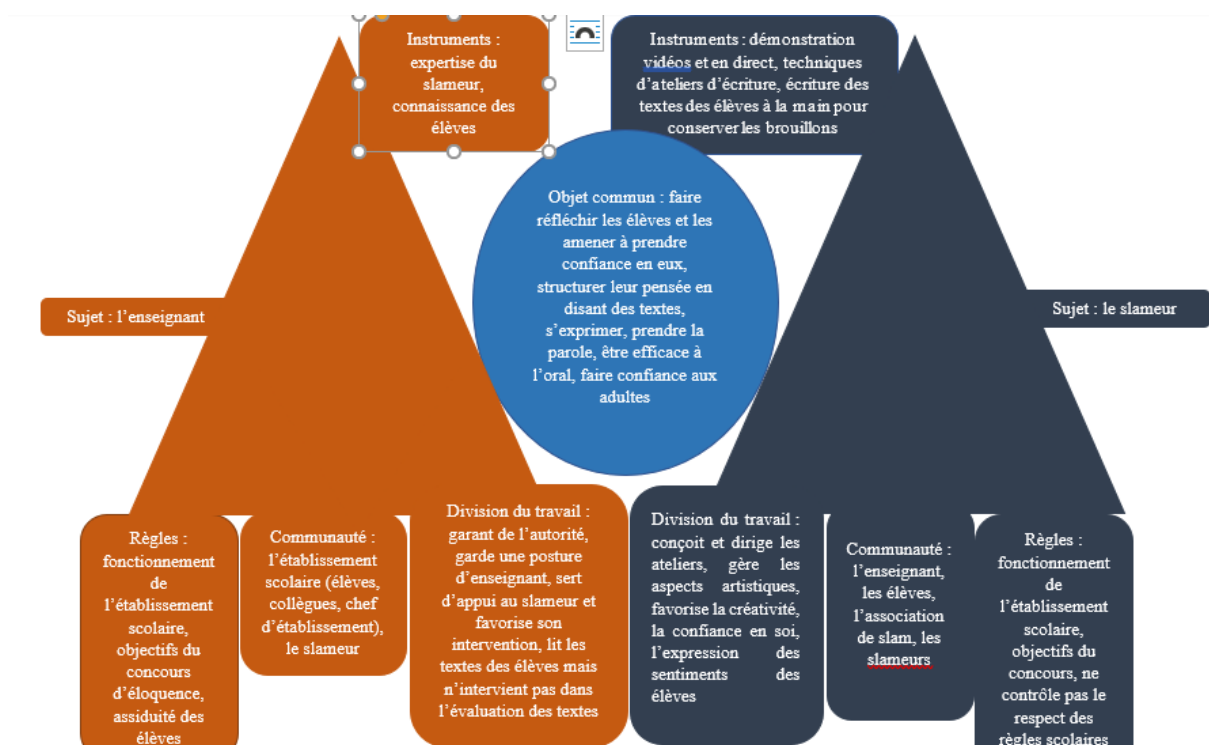 Instruments :
expertise du
slameur,
connaissance des
élèves
Instruments : démonstration
vidéos et en direct, techniques
d’ateliers d’écriture, écriture des
textes des élèves à la main pour
conserver les brouillons
Objet commun : faire
réfléchir les élèves et les
amener à prendre
confiance en eux,
structurer leur pensée en
disant des textes,
s’exprimer, prendre la
parole, être efficace à
l’oral, faire confiance aux
adultes
Sujet : l’enseignant
Sujet : le slameur
Règles :
fonctionnement
de
l’établissement
scolaire,
objectifs du
concours
d’éloquence,
assiduité des
élèves
Communauté :
l’établissement
scolaire (élèves,
collègues, chef
d’établissement),
le slameur
Division du travail :
garant de l’autorité,
garde une posture
d’enseignant, sert
d’appui au slameur et
favorise son
intervention, lit les
textes des élèves mais
n’intervient pas dans
l’évaluation des textes
Division du travail :
conçoit et dirige les
ateliers, gère les
aspects artistiques,
favorise la créativité,
la confiance en soi,
l’expression des
sentiments des
élèves
Communauté :
l’enseignant,
les élèves,
l’association
de slam, les
slameurs
Règles :
fonctionnement
de
l’établissement
scolaire,
objectifs du
concours, ne
contrôle pas le
respect des
règles scolaires